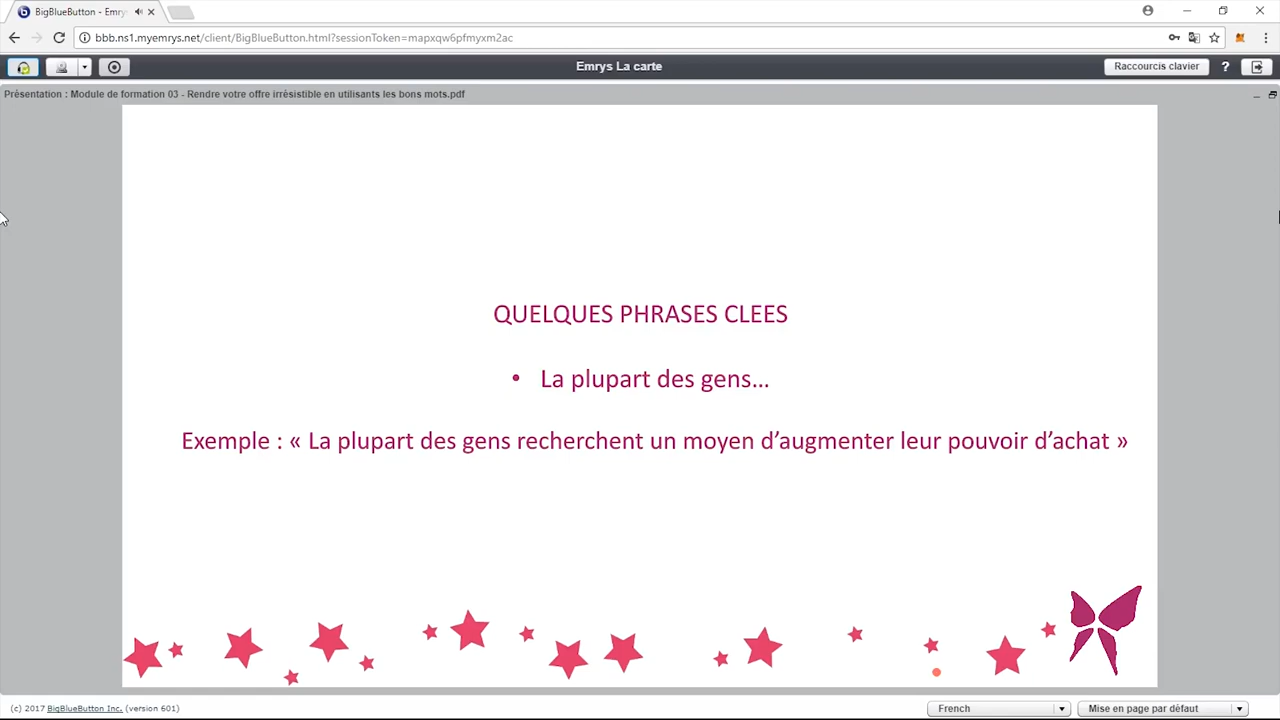 BigBlueButton - Emry
bbb.ns1.myemrys.net/client/BigBlueButton.html?sessionToken=mapxqw6pfmyxm2ac
Emrys La carte
Raccourcis clavier
?
Présentation : Module de formation 03 - Rendre votre offre irrésistible en utilisants les bons mots.pdf
QUELQUES PHRASES CLEES
• La plupart des gens...
Exemple : « La plupart des gens recherchent un moyen d’augmenter leur pouvoir d’achat »
(c) 2017 BigBlueButton Inc. (version 601)
French
Mise en page par défaut